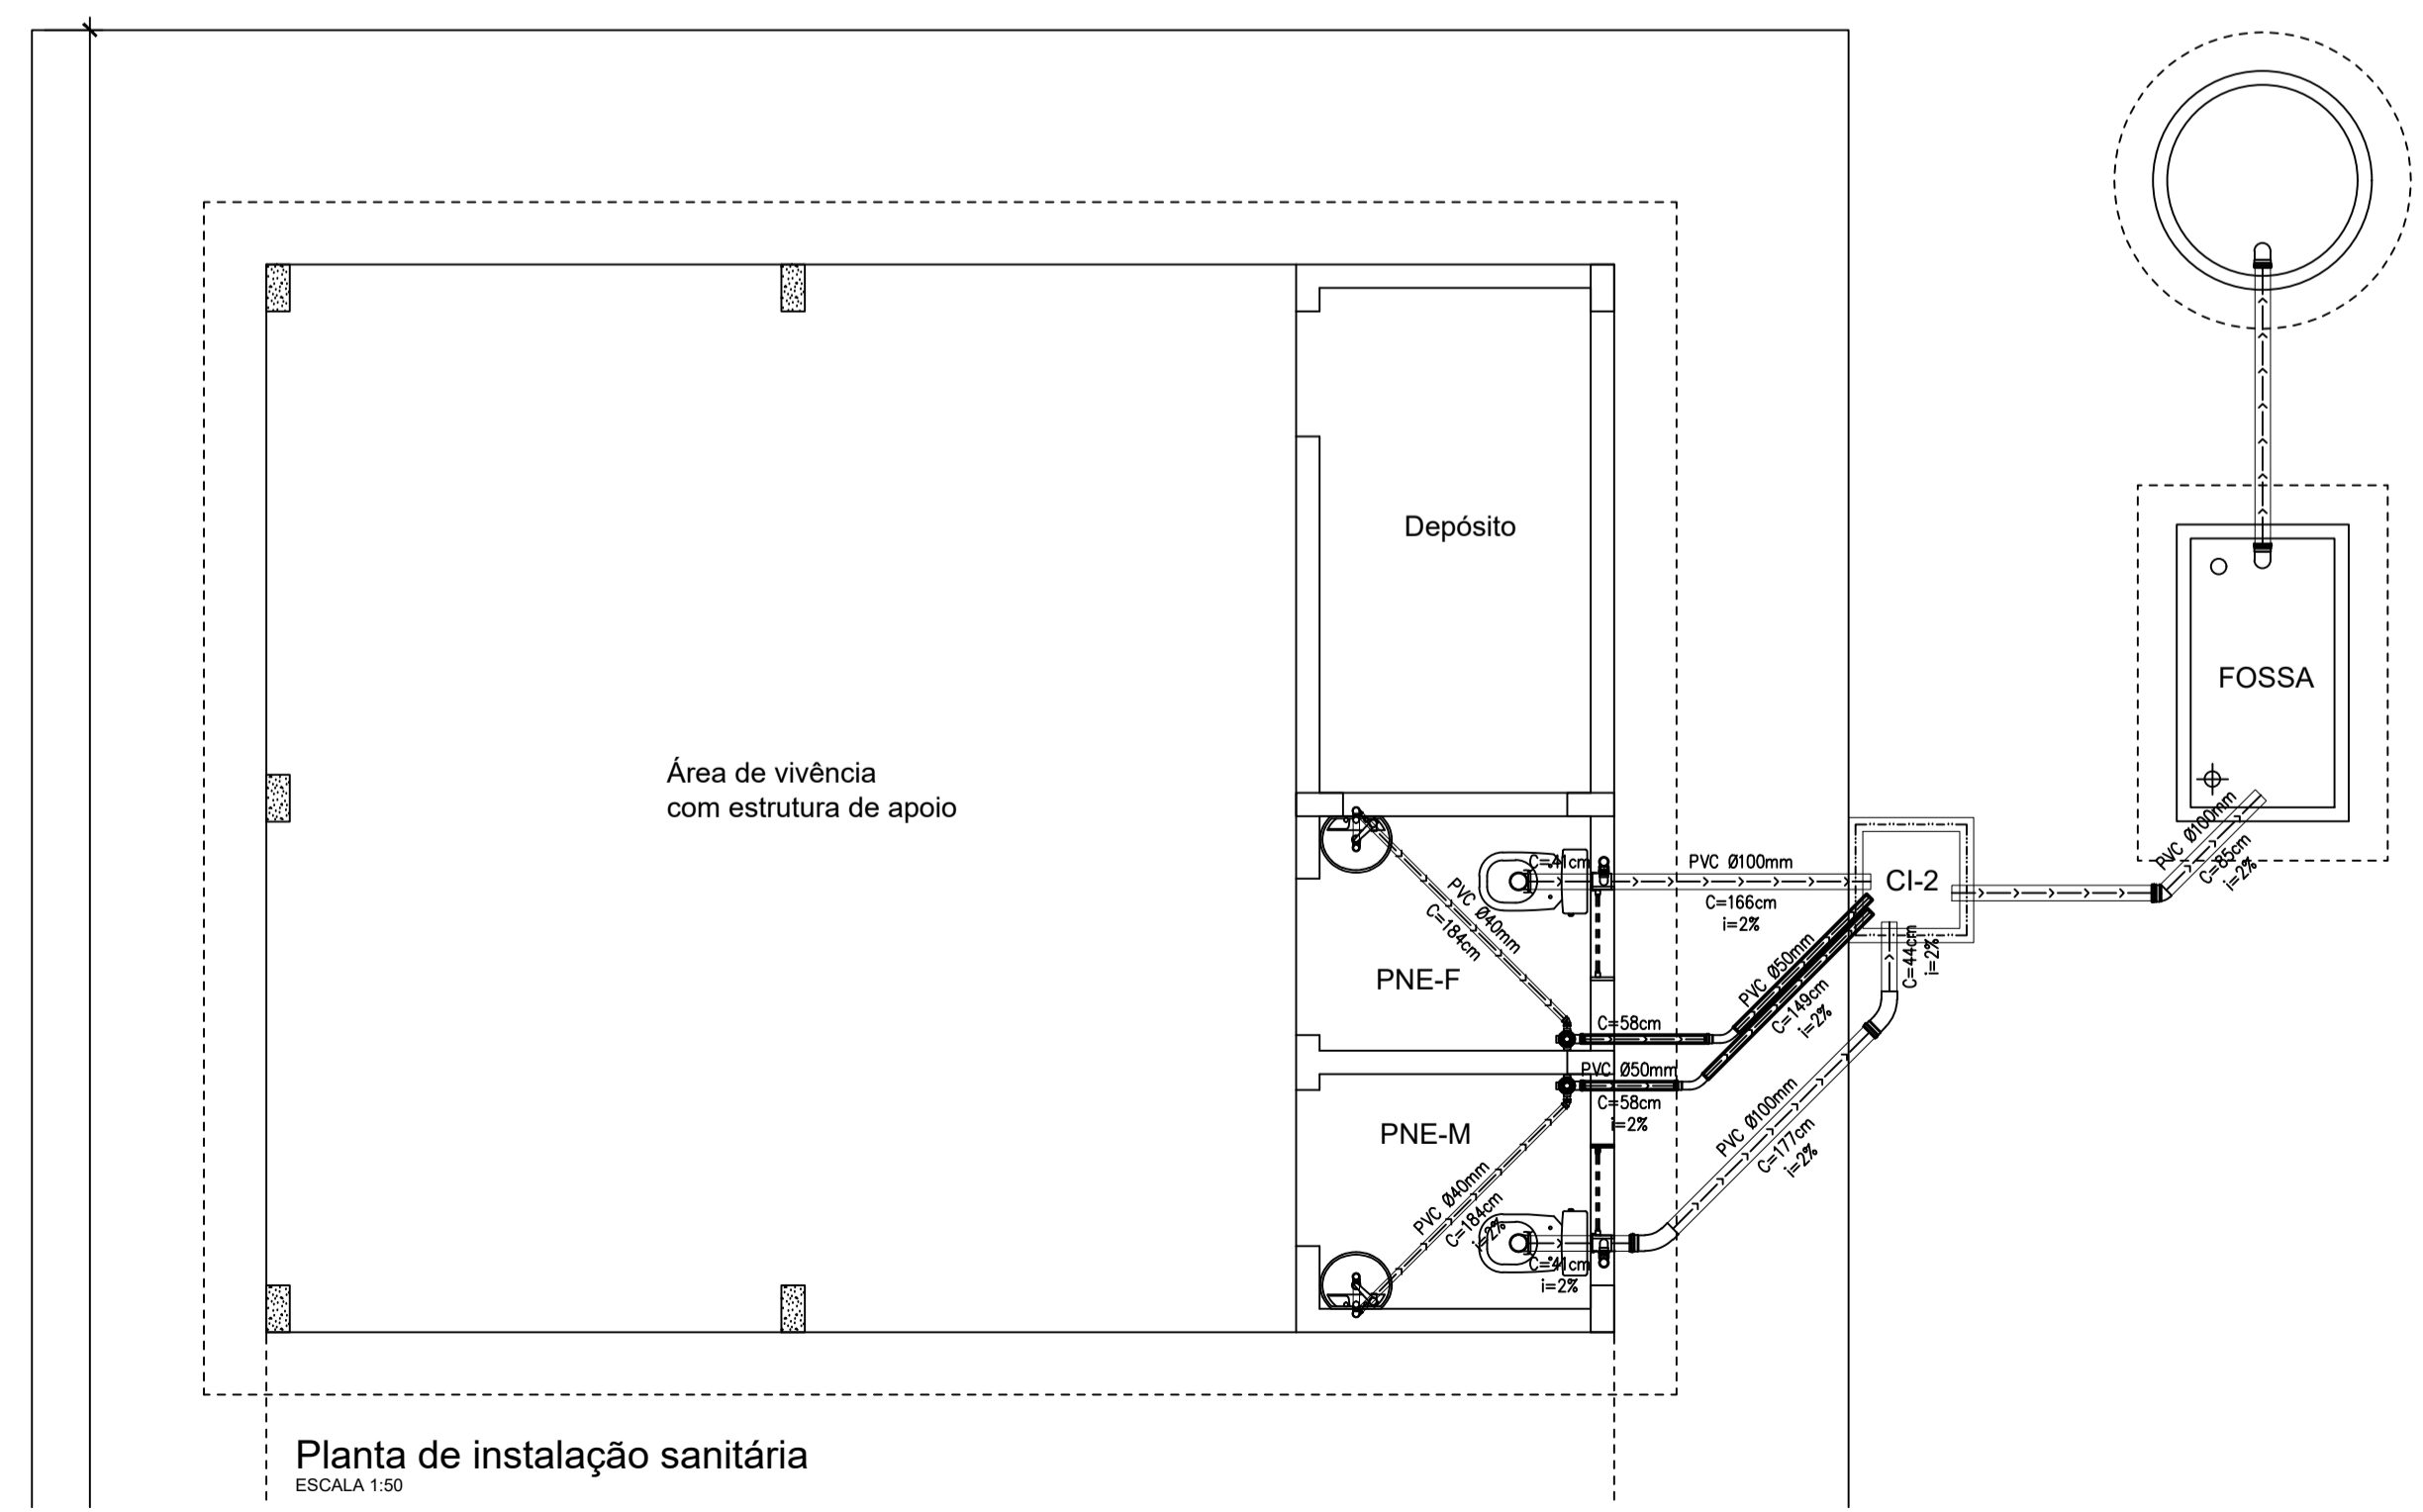 Depósito
FOSSA
Área de vivência
com estrutura de apoio
PVC Ø100mm
C=85cm
i=2%
C=41cm
PVC Ø100mm
CI-2
C=166cm
i=2%
PVC Ø40mm
C=184cm
PNE-F
PVC Ø50mm
C=149cm
i=2%
C=44cm
i=2%
C=58cm
PVC Ø50mm
C=58cm
i=2%
PNE-M
PVC Ø100mm
C=177cm
i=2%
PVC Ø40mm
C=184cm
i=2%
C=41cm
i=2%
Planta de instalação sanitária
ESCALA 1:50